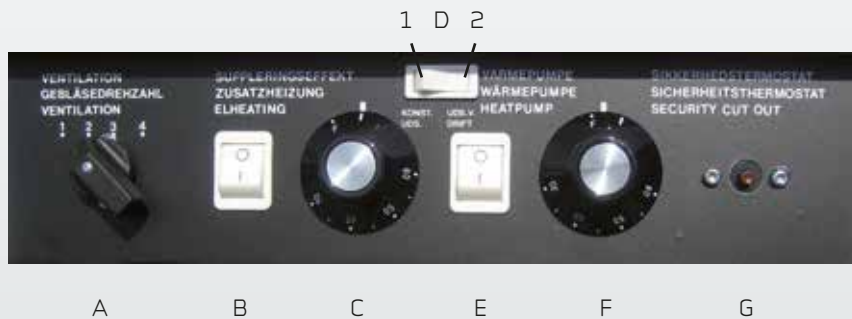 1 D 2
VENTILATION
GEBLÄSEDREHZAHL
VENTILATION
1 2 3 4
SUPPLERINGSEFFEKT
ZUSATZHEIZUNG
ELHEATING
KONST. UDS.
UDS.V. DRIFT
VARMEPUMPE
WÄRMEPUMPE
HEATPUMP
SIKKERHEDSTERMOSTAT
SICHERHEITSTHERMOSTAT
SECURITY CUT OUT
A B C E F G